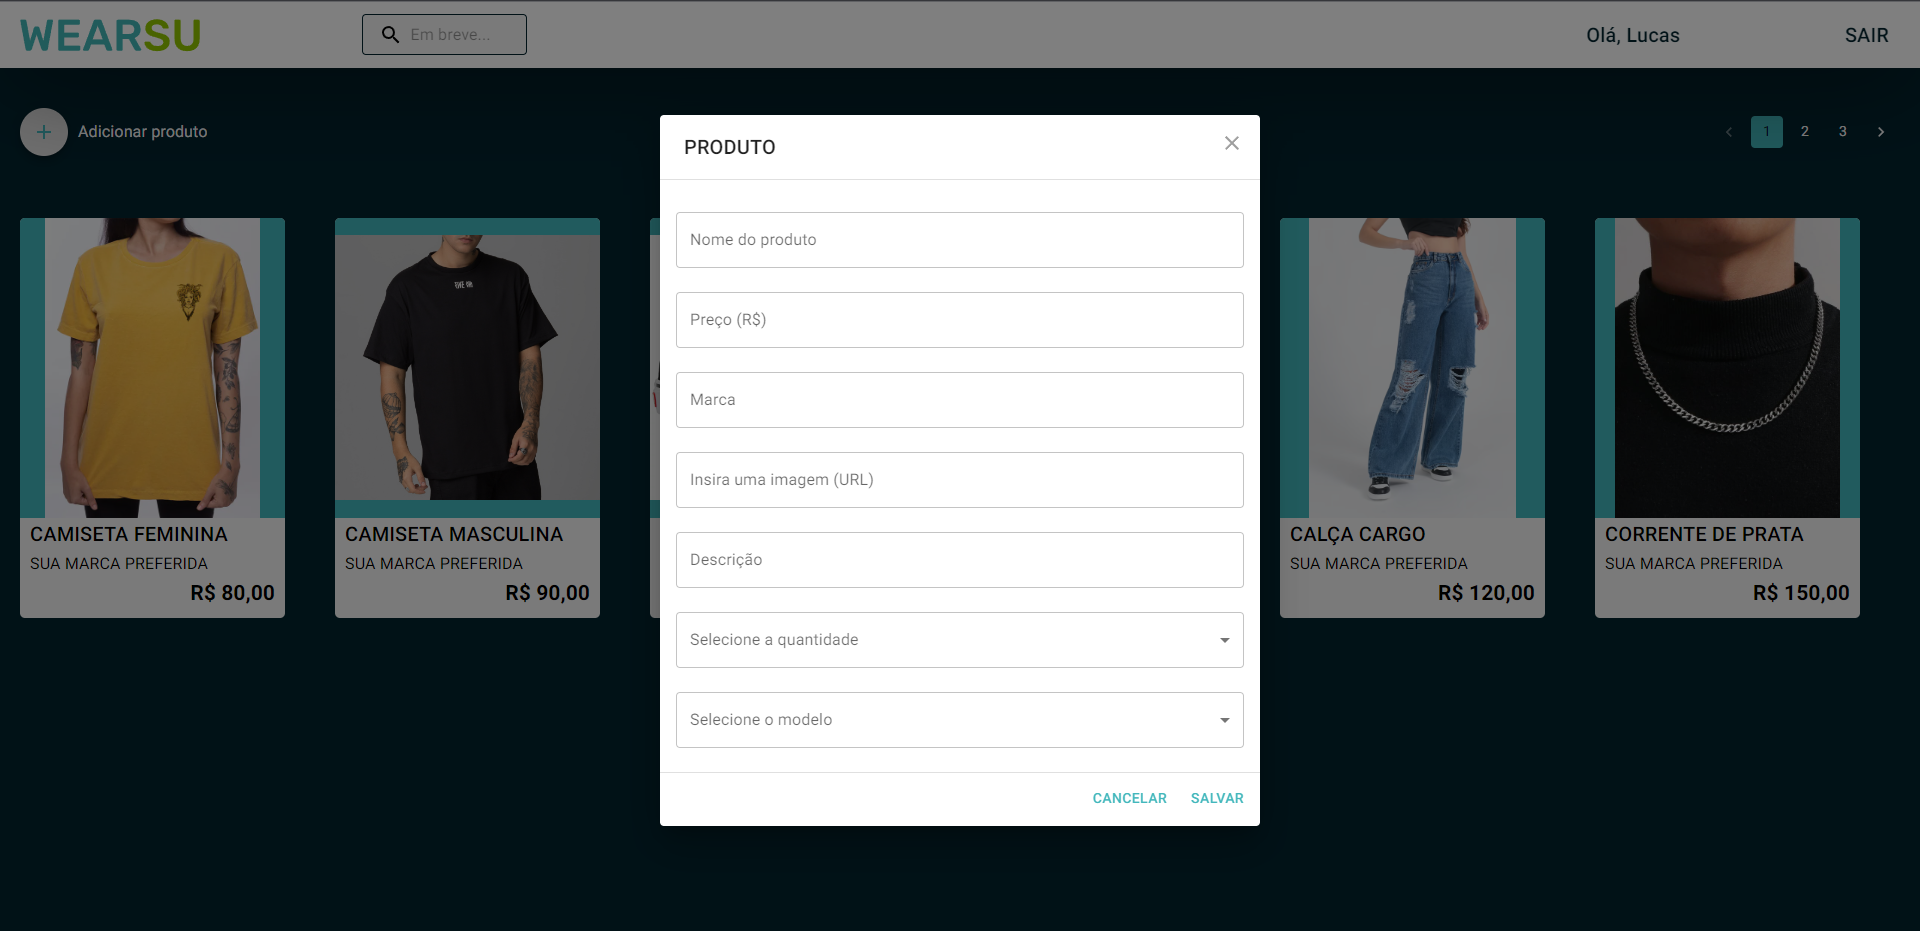 WEARSU
Em breve...
Olá, Lucas
SAIR
Adicionar produto
1 2 3
PRODUTO
Nome do produto
Preço (R$)
Marca
Insira uma imagem (URL)
Descrição
Selecione a quantidade
Selecione o modelo
CANCELAR SALVAR
CAMISETA FEMININA
SUA MARCA PREFERIDA
R$ 80,00
CAMISETA MASCULINA
SUA MARCA PREFERIDA
R$ 90,00
CALÇA CARGO
SUA MARCA PREFERIDA
R$ 120,00
CORRENTE DE PRATA
SUA MARCA PREFERIDA
R$ 150,00